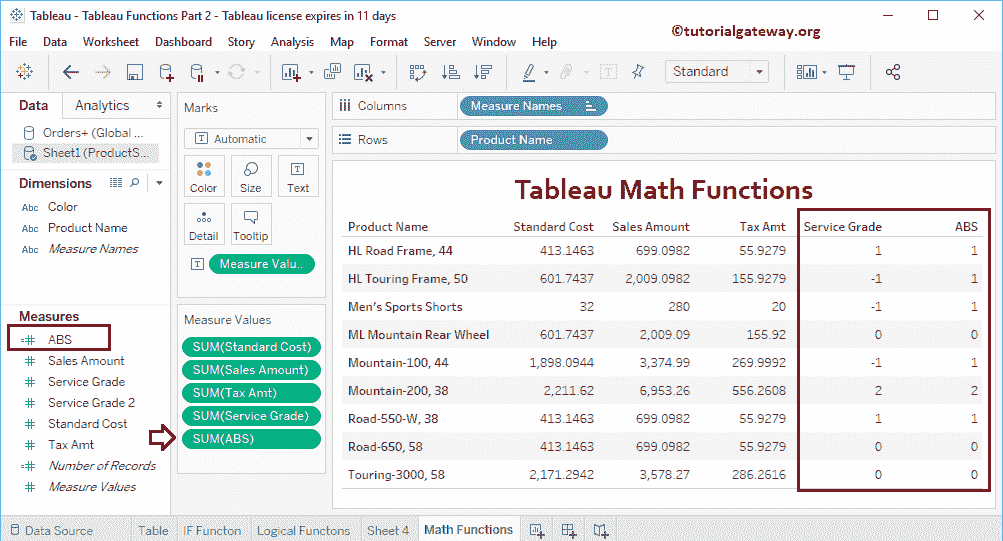 Tableau - Tableau Functions Part 2 - Tableau license expires in 11 days
File Data Worksheet Dashboard Story Analysis Map Format Server Window Help
©tutorialgateway.org
Standard
Data Analytics
Orders+ (Global ...
Sheet1 (ProductS...
Dimensions
Abc Color
Abc Product Name
Abc Measure Names
Measures
=# ABS
# Sales Amount
# Service Grade
# Service Grade 2
# Standard Cost
# Tax Amt
=# Number of Records
# Measure Values
Marks
T Automatic
Color Size Text
Detail Tooltip
Measure Valu..
Measure Values
SUM(Standard Cost)
SUM(Sales Amount)
SUM(Tax Amt)
SUM(Service Grade)
SUM(ABS)
Columns Measure Names
Rows Product Name
Tableau Math Functions
Product Name Standard Cost Sales Amount Tax Amt Service Grade ABS
HL Road Frame, 44 413.1463 699.0982 55.9279 1 1
HL Touring Frame, 50 601.7437 2,009.0982 155.9279 -1 1
Men's Sports Shorts 32 280 20 -1 1
ML Mountain Rear Wheel 601.7437 2,009.09 155.92 0 0
Mountain-100, 44 1,898.0944 3,374.99 269.9992 -1 1
Mountain-200, 38 2,211.62 6,953.26 556.2608 2 2
Road-550-W, 38 413.1463 699.0982 55.9279 1 1
Road-650, 58 413.1463 699.0982 55.9279 0 0
Touring-3000, 58 2,171.2942 3,578.27 286.2616 0 0
Data Source Table IF Functon Logical Functons Sheet 4 Math Functions